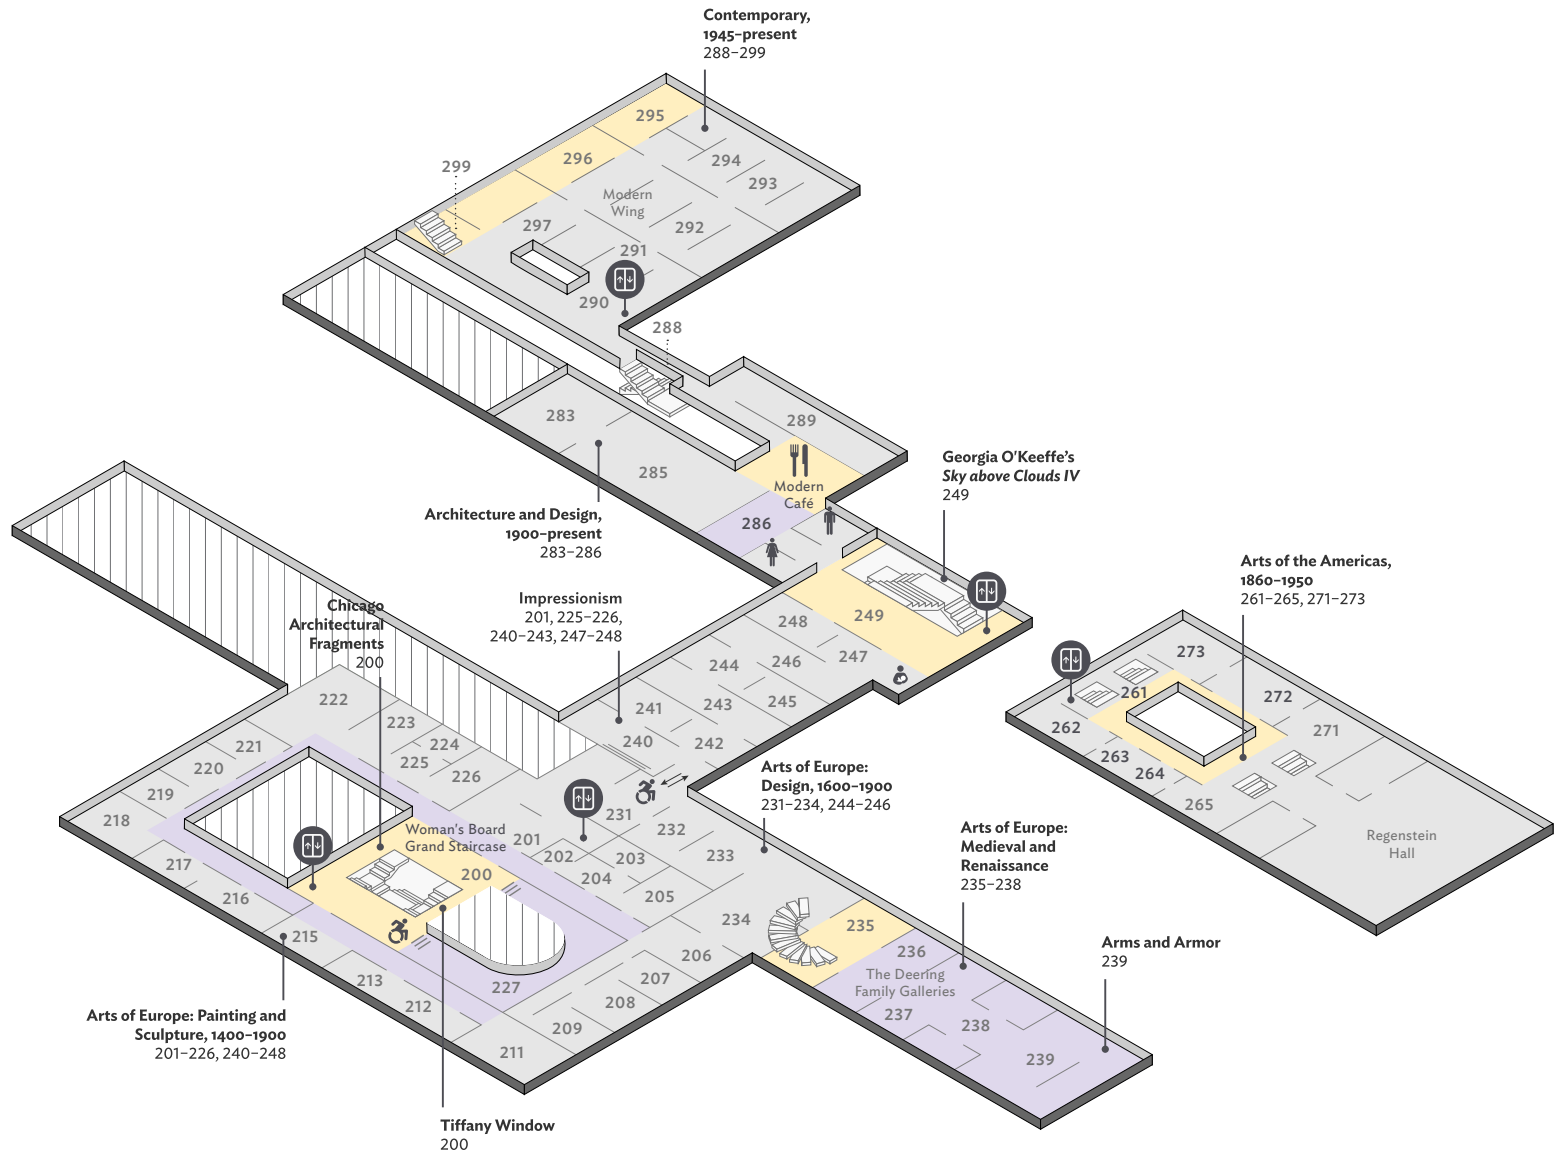 Contemporary,
1945–present
288–299
295
296
294
299
293
Modern
Wing
297
292
291
290
288
283
289
285
Modern
Café
286
Georgia O’Keeffe’s
Sky above Clouds IV
249
Architecture and Design,
1900–present
283–286
Arts of the Americas,
1860–1950
261–265, 271–273
Impressionism
201, 225–226,
240–243, 247–248
Chicago
Architectural
Fragments
200
249
248
247
246
244
245
243
241
240
242
273
261
272
262
271
263
264
265
Regenstein
Hall
222
223
224
225
226
221
220
219
218
217
216
215
213
212
211
Woman’s Board
Grand Staircase
200
227
201
202
203
204
205
231
232
233
234
206
207
208
209
Arts of Europe:
Design, 1600–1900
231–234, 244–246
Arts of Europe:
Medieval and
Renaissance
235–238
235
236
The Deering
Family Galleries
237
238
239
Arms and Armor
239
Arts of Europe: Painting and
Sculpture, 1400–1900
201–226, 240–248
Tiffany Window
200